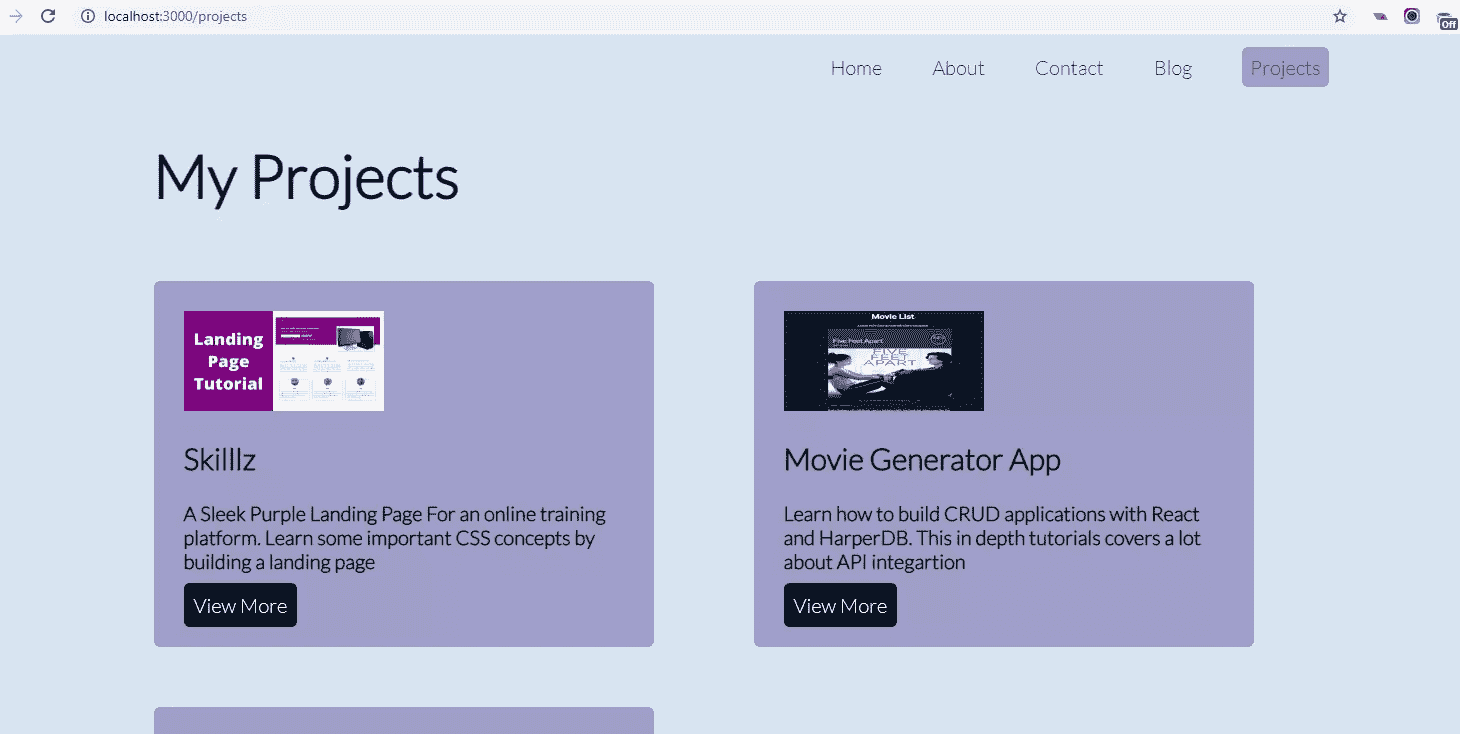 localhost:3000/projects
Off
Home About Contact Blog Projects
My Projects
Landing
Page
Tutorial
Movie List
Five Feet Apart
FIVE
FEET
APART
Skilllz
Movie Generator App
A Sleek Purple Landing Page For an online training
platform. Learn some important CSS concepts by
building a landing page
Learn how to build CRUD applications with React
and HarperDB. This in depth tutorials covers a lot
about API integartion
View More
View More